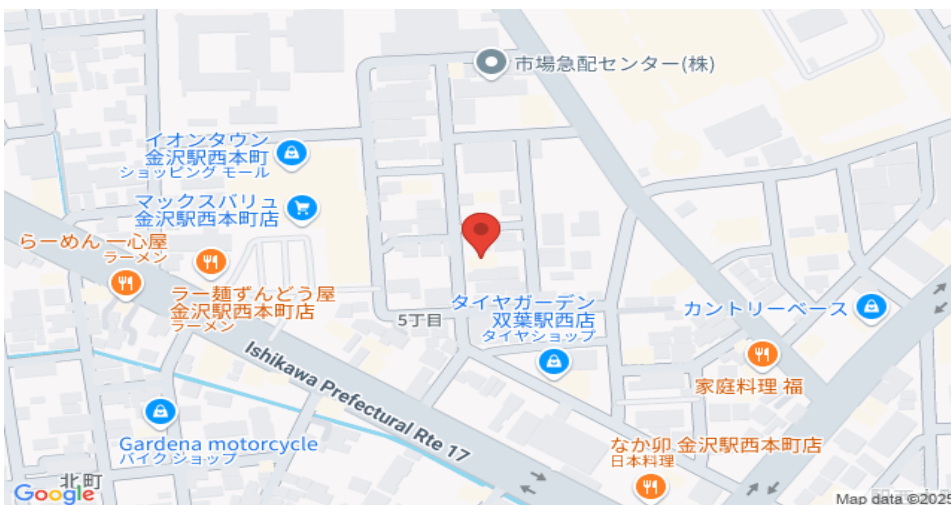 市場急配センター(株)
イオンタウン
金沢駅西本町
ショッピング モール
マックスバリュ
金沢駅西本町店
らーめん 一心屋
ラーメン
ラー麺ずんどう屋
金沢駅西本町店
ラーメン
タイヤガーデン
双葉駅西店
タイヤショップ
カントリーベース
5丁目
Ishikawa Prefectural Rte 17
家庭料理 福
Gardena motorcycle
バイク ショップ
なか卯 金沢駅西本町店
日本料理
北町
Google
Map data ©2025